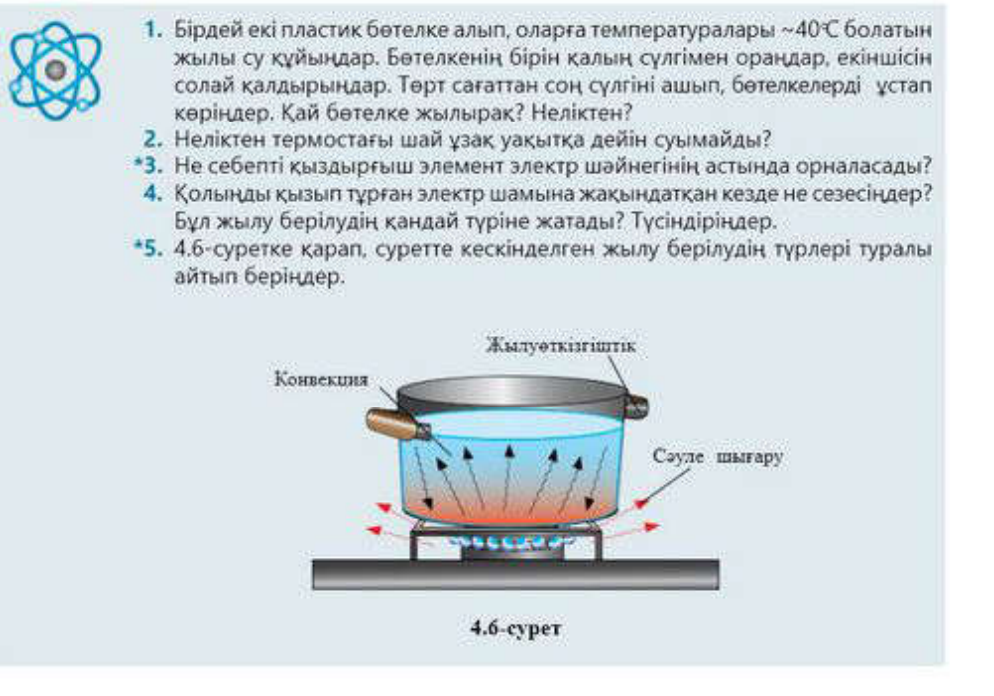 1. Бірдей екі пластик бөтелке алып, оларға температуралары ~40°C болатын
жылы су құйыңдар. Бөтелкенің бірін қалың сүлгімен ораңдар, екіншісін
солай қалдырыңдар. Төрт сағаттан соң сүлгіні ашып, бөтелкелерді ұстап
көріңдер. Қай бөтелке жылырақ? Неліктен?
2. Неліктен термостағы шай ұзақ уақытқа дейін суымайды?
*3. Не себепті қыздырғыш элемент электр шәйнегінің астында орналасады?
4. Қолыңды қызып тұрған электр шамына жақындатқан кезде не сезесіңдер?
Бұл жылу берілудің қандай түріне жатады? Түсіндіріңдер.
*5. 4.6-суретке қарап, суретте кескінделген жылу берілудің түрлері туралы
айтып беріңдер.
Жылуөткізгіштік
Конвекция
Сәуле шығару
4.6-сурет